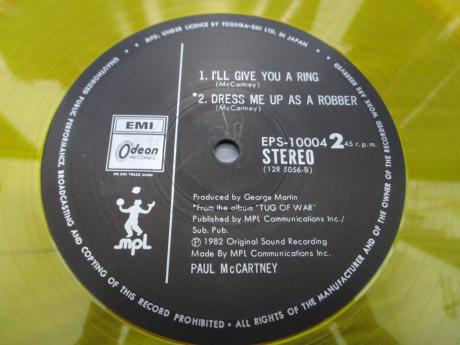 MFD. UNDER LICENCE BY TOSHIBA-EMI LTD. IN JAPAN •
ALL RIGHTS OF THE MANUFACTURER AND OF THE OWNER OF THE RECORDED WORK ARE RESERVED
UNAUTHORIZED PUBLIC PERFORMANCE, BROADCASTING AND COPYING OF THIS RECORD PROHIBITED •
1. I'LL GIVE YOU A RING
(McCartney)
*2. DRESS ME UP AS A ROBBER
(McCartney)
EMI
Odeon
RECORDS
AN EMI TRADE MARK
mpl
EPS-10004 2 45 r.p.m.
STEREO
(12R 5056-B)
Produced by George Martin
*From the album "TUG OF WAR"
Published by MPL Communications Inc./
Sub. Pub.
Ⓟ 1982 Original Sound Recording
Made By MPL Communications Inc.
PAUL McCARTNEY